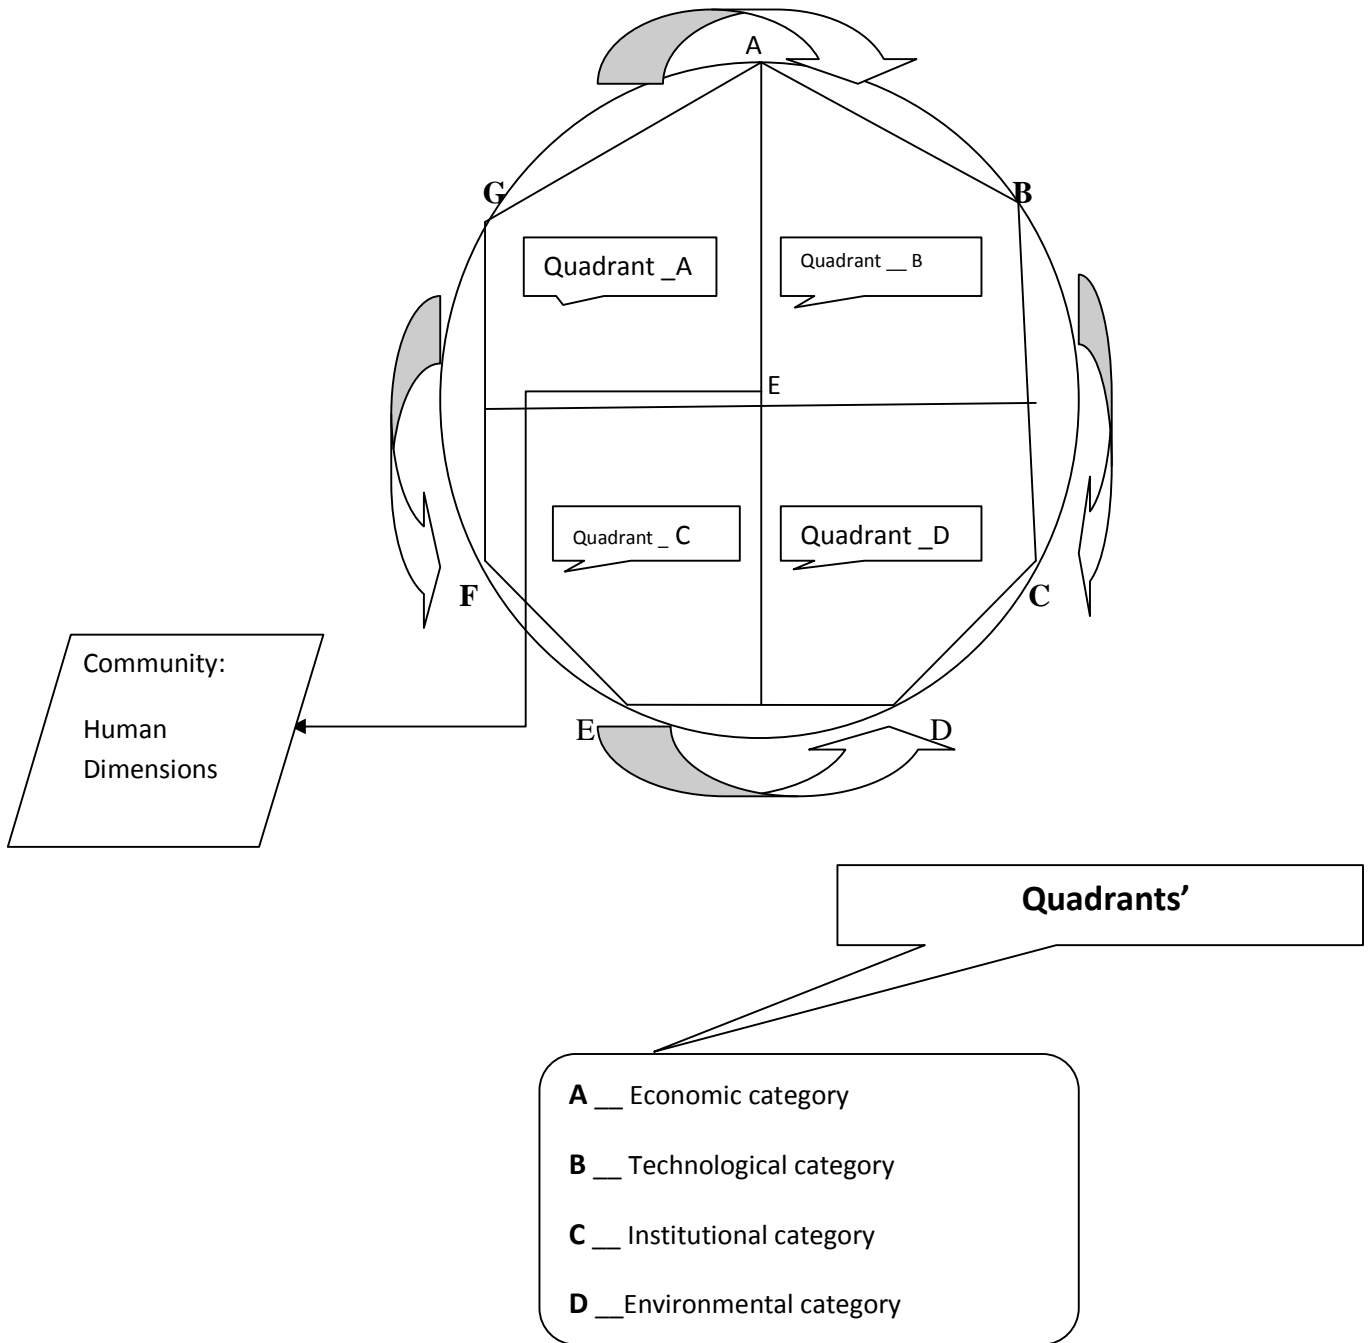 A
G
B
Quadrant _A
Quadrant __ B
E
Quadrant _ C
Quadrant _D
F
C
Community:
Human
Dimensions
E
D
Quadrants’
A __ Economic category
B __ Technological category
C __ Institutional category
D __Environmental category